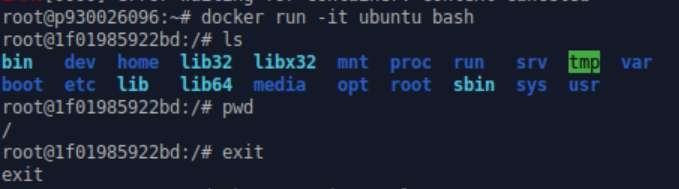 root@p930026096:~# docker run -it ubuntu bash
root@1f01985922bd:/# ls
bin dev home lib32 libx32 mnt proc run srv tmp var
boot etc lib lib64 media opt root sbin sys usr
root@1f01985922bd:/# pwd
/
root@1f01985922bd:/# exit
exit